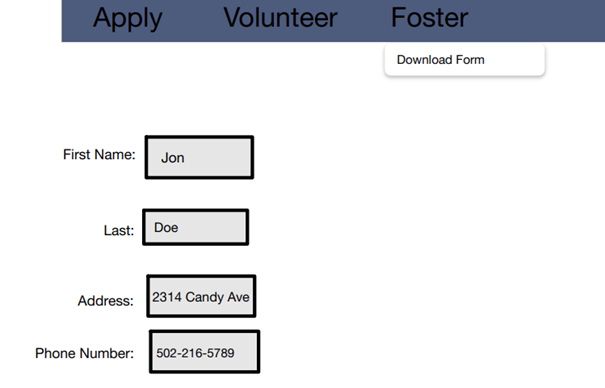 Apply Volunteer Foster
Download Form
First Name: Jon
Last: Doe
Address: 2314 Candy Ave
Phone Number: 502-216-5789